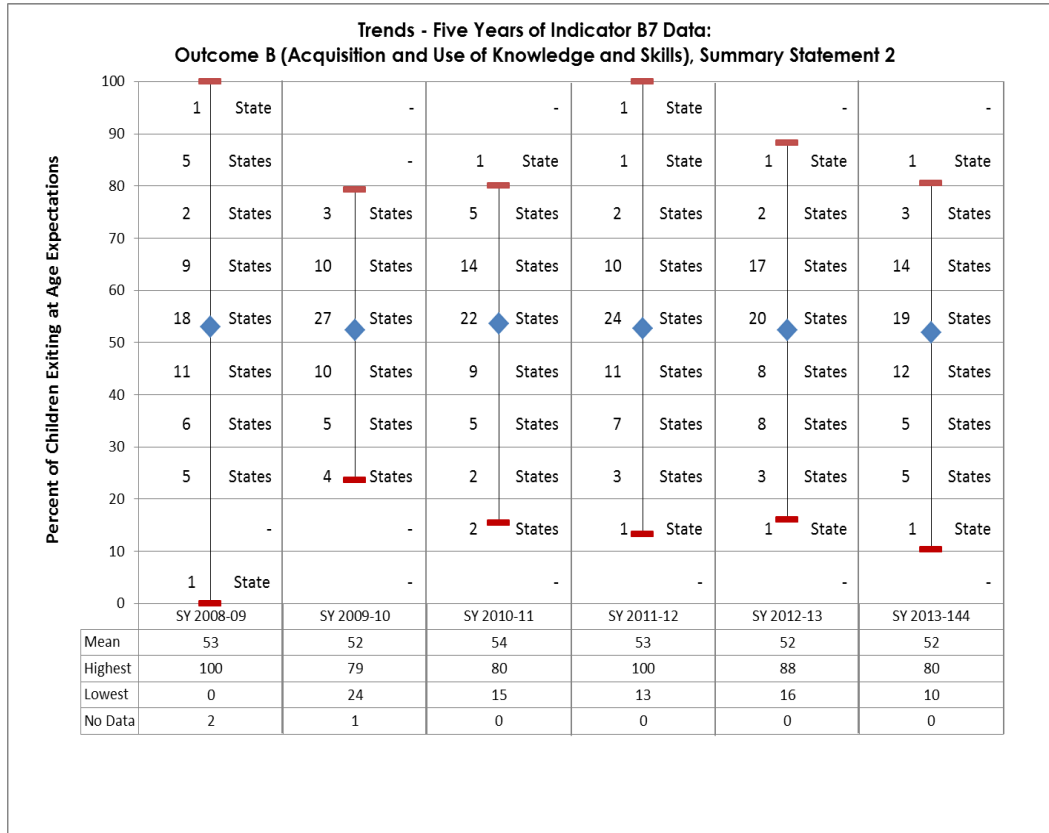 Trends - Five Years of Indicator B7 Data:
Outcome B (Acquisition and Use of Knowledge and Skills), Summary Statement 2
Percent of Children Exiting at Age Expectations
100
1 State - - 1 State - -
90
5 States - 1 State 1 State 1 State 1 State
80
2 States 3 States 5 States 2 States 2 States 3 States
70
9 States 10 States 14 States 10 States 17 States 14 States
60
18 States 27 States 22 States 24 States 20 States 19 States
50
11 States 10 States 9 States 11 States 8 States 12 States
40
6 States 5 States 5 States 7 States 8 States 5 States
30
5 States 4 States 2 States 3 States 3 States 5 States
20
- - 2 States 1 State 1 State 1 State
10
1 State - - - - -
0
SY 2008-09 SY 2009-10 SY 2010-11 SY 2011-12 SY 2012-13 SY 2013-144
Mean 53 52 54 53 52 52
Highest 100 79 80 100 88 80
Lowest 0 24 15 13 16 10
No Data 2 1 0 0 0 0